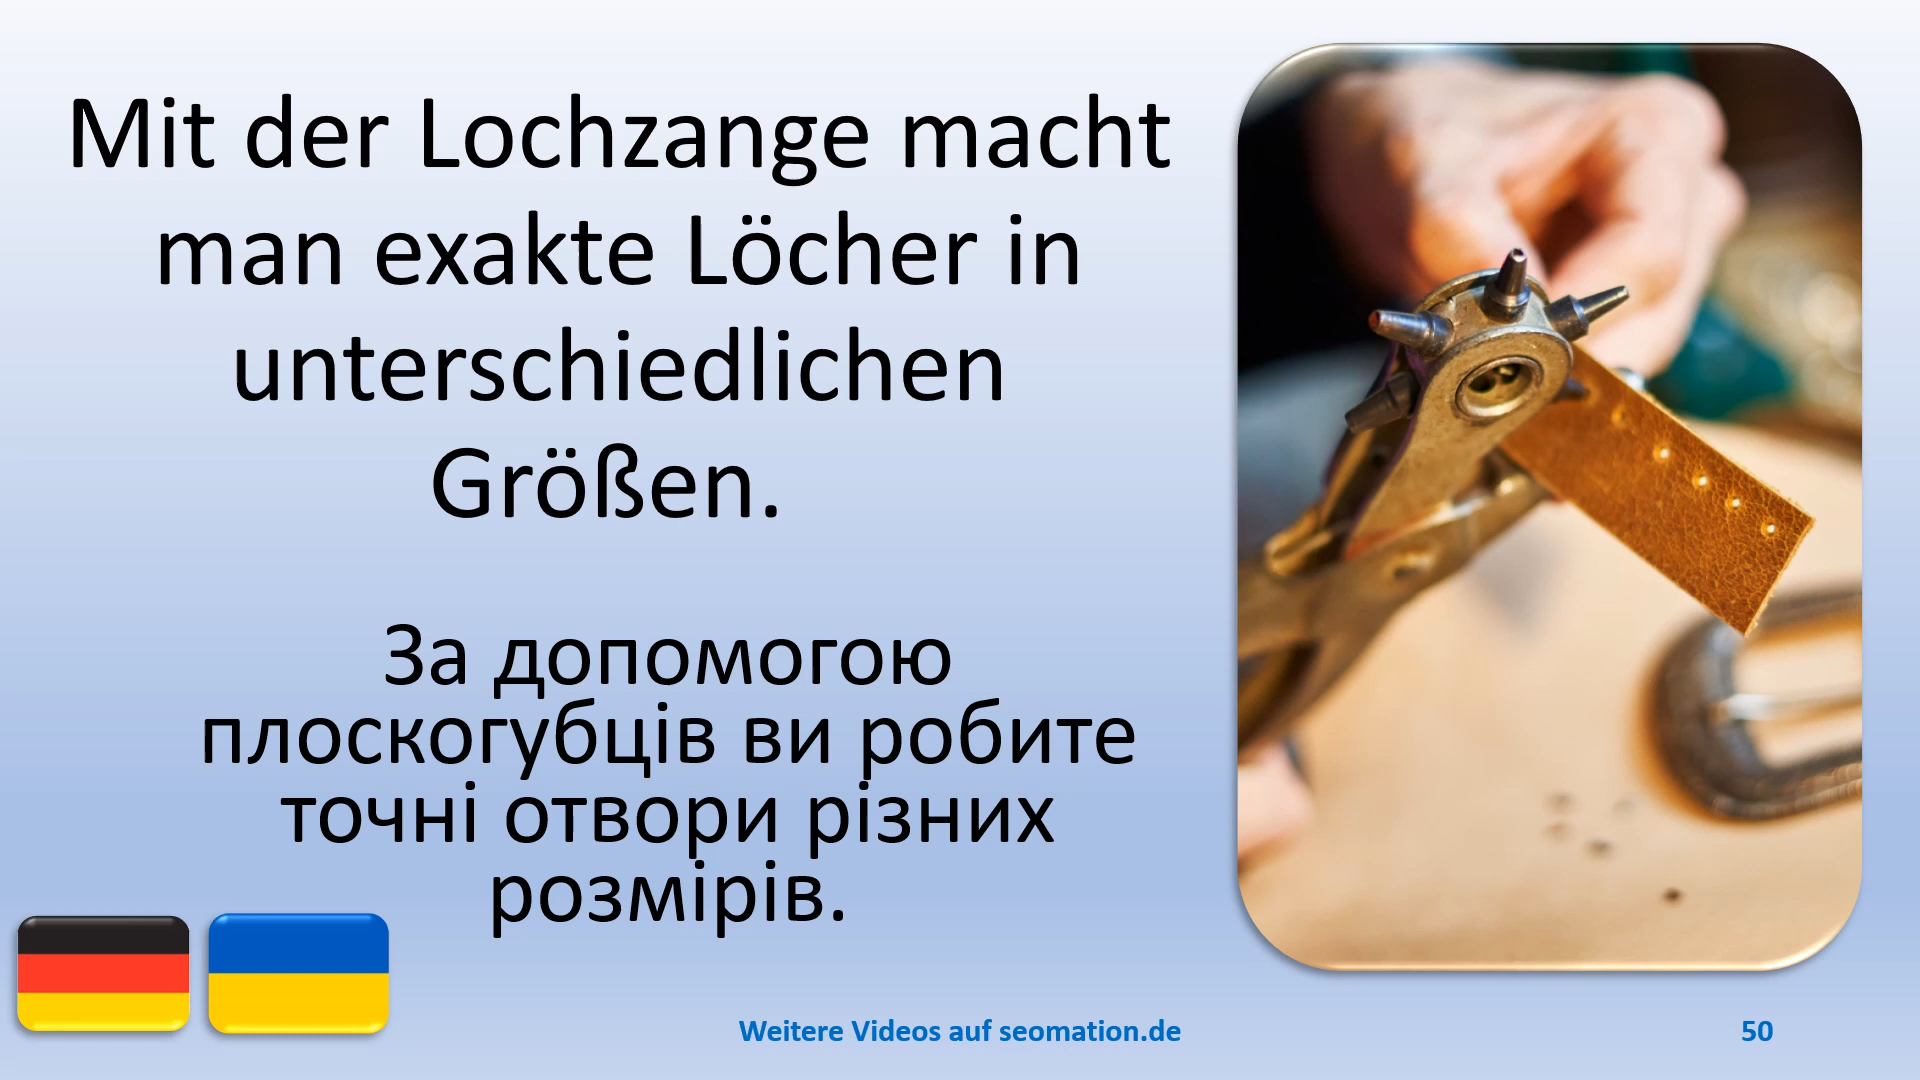 Mit der Lochzange macht
man exakte Löcher in
unterschiedlichen
Größen.
За допомогою
плоскогубців ви робите
точні отвори різних
розмірів.
Weitere Videos auf seomation.de
50